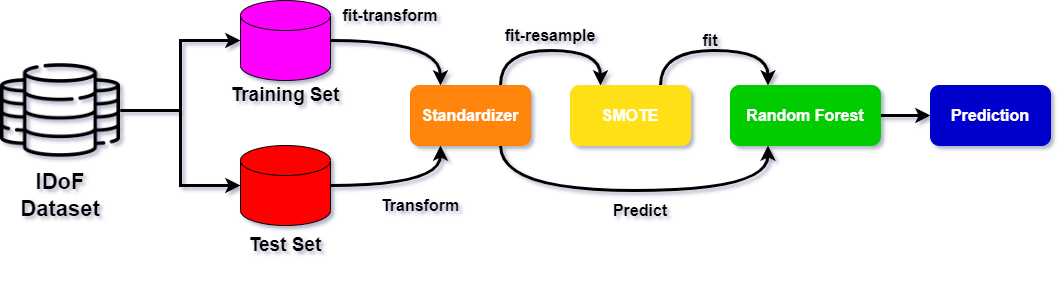 fit-transform
fit-resample
fit
Training Set
Standardizer
SMOTE
Random Forest
Prediction
IDoF
Dataset
Transform
Predict
Test Set